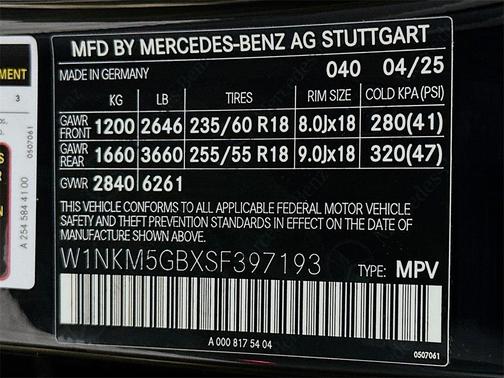 MFD BY MERCEDES-BENZ AG STUTTGART
MADE IN GERMANY 040 04/25
KG LB TIRES RIM SIZE COLD KPA(PSI)
GAWR FRONT 1200 2646 235/60 R18 8.0Jx18 280(41)
GAWR REAR 1660 3660 255/55 R18 9.0Jx18 320(47)
GVWR 2840 6261
THIS VEHICLE CONFORMS TO ALL APPLICABLE FEDERAL MOTOR VEHICLE
SAFETY AND THEFT PREVENTION STANDARDS IN EFFECT ON THE DATE OF
MANUFACTURE AS SHOWN ABOVE.
W1NKM5GBXSF397193 TYPE: MPV
A 000 817 54 04
0507061
3
0507061
A 254 584 41 00